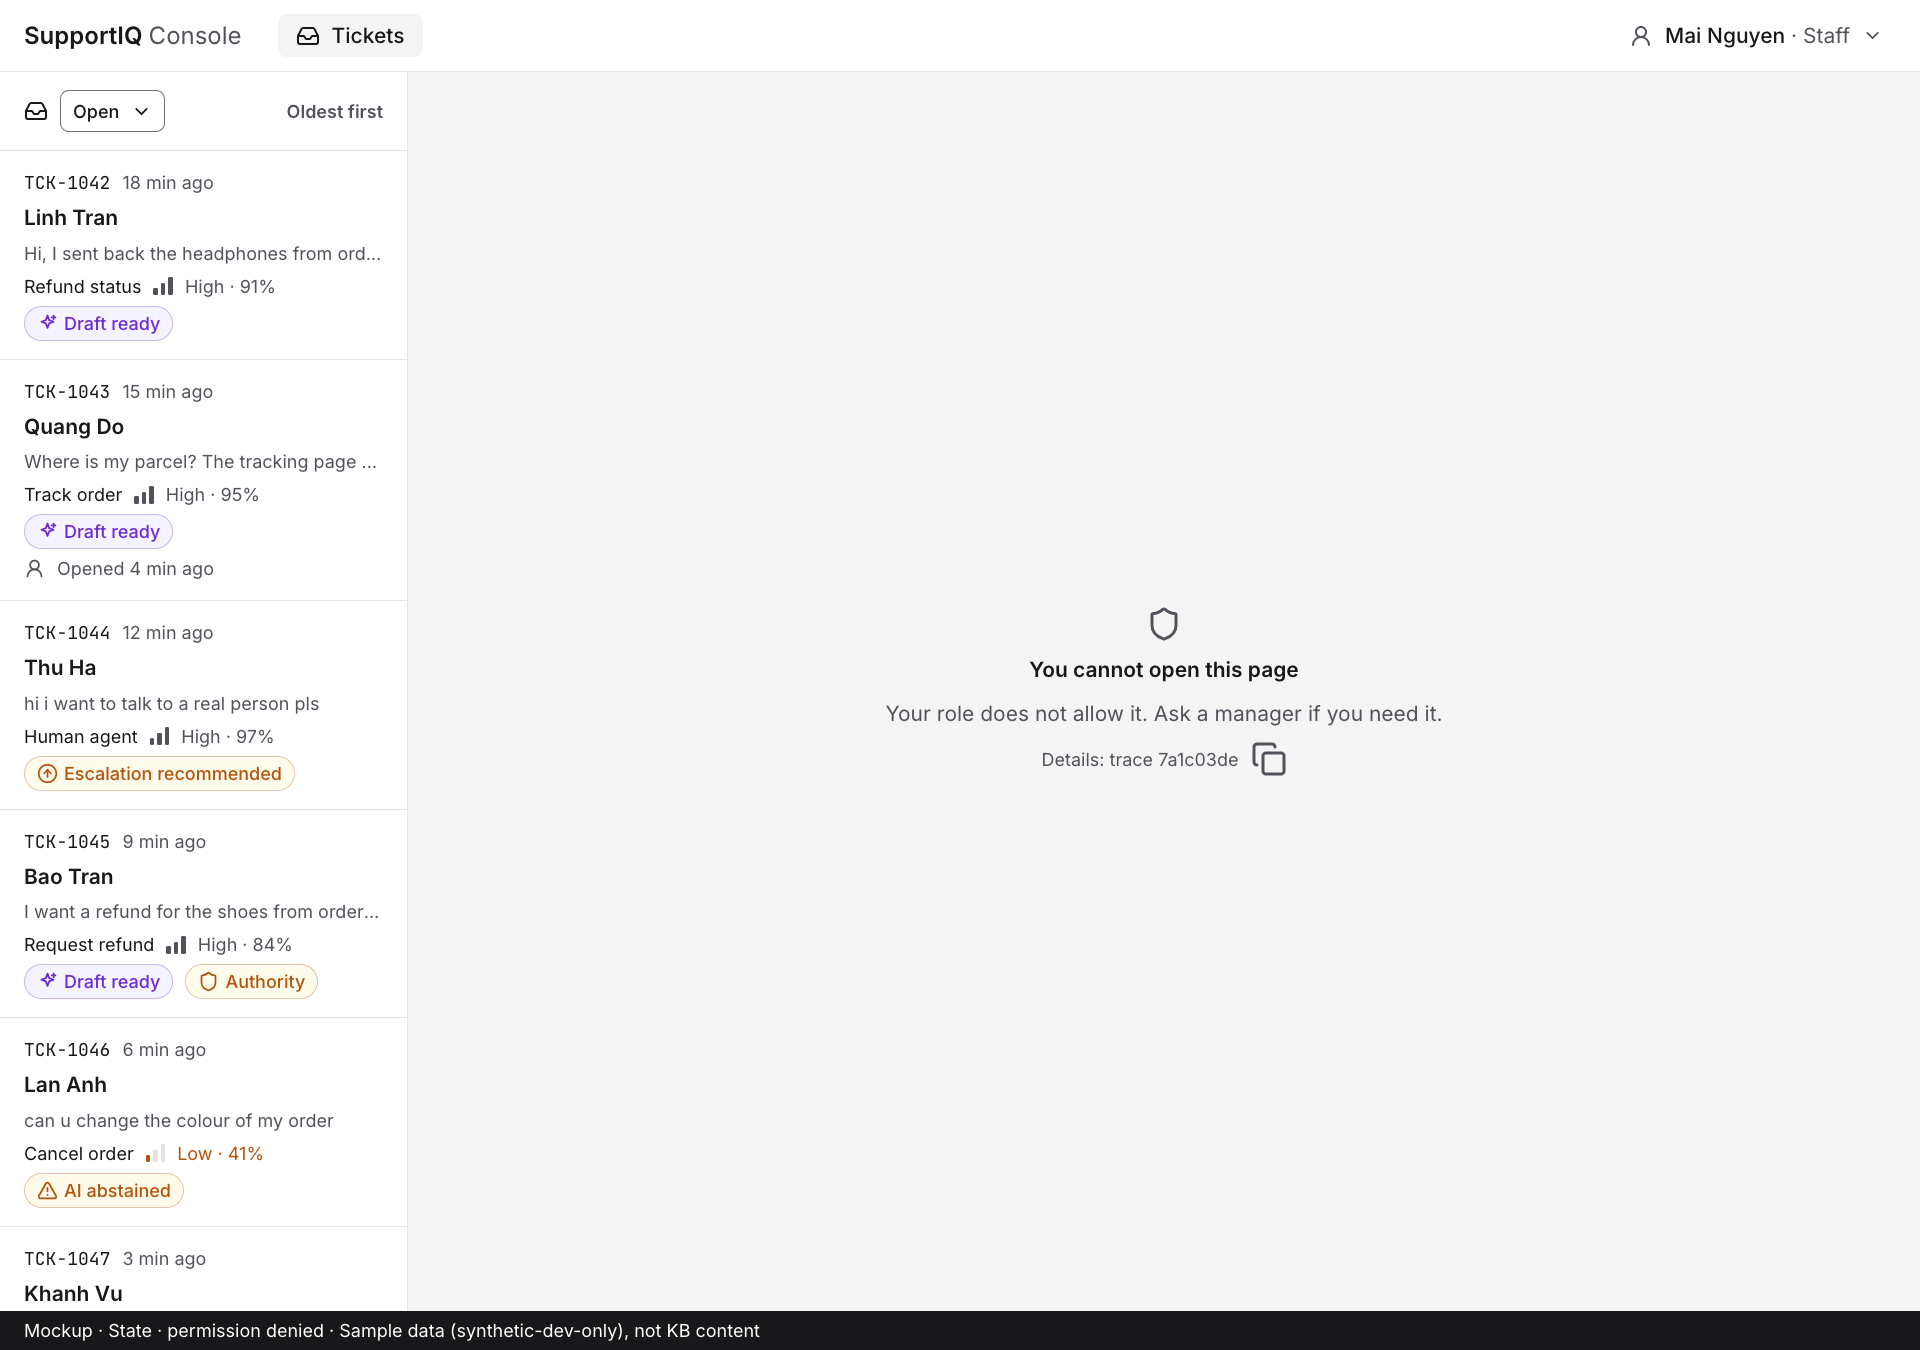 SupportIQ Console
Tickets
Mai Nguyen · Staff
Open
Oldest first
TCK-1042 18 min ago
Linh Tran
Hi, I sent back the headphones from ord...
Refund status High · 91%
Draft ready
TCK-1043 15 min ago
Quang Do
Where is my parcel? The tracking page ...
Track order High · 95%
Draft ready
Opened 4 min ago
TCK-1044 12 min ago
Thu Ha
hi i want to talk to a real person pls
Human agent High · 97%
Escalation recommended
TCK-1045 9 min ago
Bao Tran
I want a refund for the shoes from order...
Request refund High · 84%
Draft ready Authority
TCK-1046 6 min ago
Lan Anh
can u change the colour of my order
Cancel order Low · 41%
AI abstained
TCK-1047 3 min ago
Khanh Vu
You cannot open this page
Your role does not allow it. Ask a manager if you need it.
Details: trace 7a1c03de
Mockup · State · permission denied · Sample data (synthetic-dev-only), not KB content